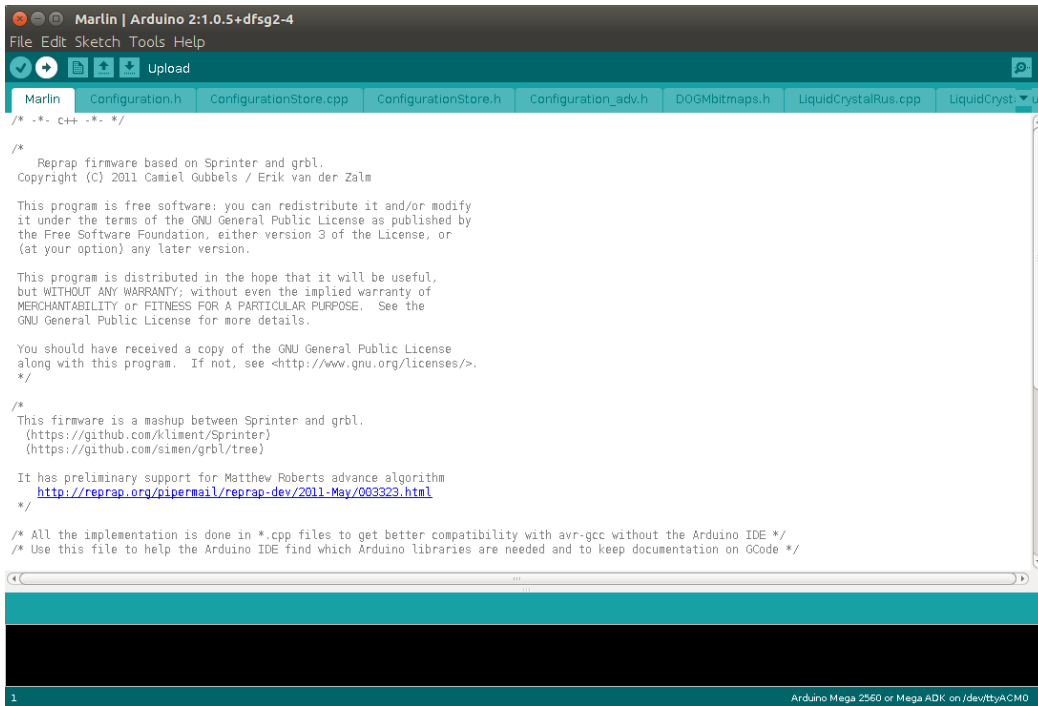 Marlin | Arduino 2:1.0.5+dfsg2-4
File Edit Sketch Tools Help
Upload
Marlin Configuration.h ConfigurationStore.cpp ConfigurationStore.h Configuration_adv.h DOGMbitmaps.h LiquidCrystalRus.cpp LiquidCryst
/* -*- c++ -*- */
/*
Reprap firmware based on Sprinter and grbl.
Copyright (C) 2011 Camiel Gubbels / Erik van der Zalm
This program is free software: you can redistribute it and/or modify
it under the terms of the GNU General Public License as published by
the Free Software Foundation, either version 3 of the License, or
(at your option) any later version.
This program is distributed in the hope that it will be useful,
but WITHOUT ANY WARRANTY; without even the implied warranty of
MERCHANTABILITY or FITNESS FOR A PARTICULAR PURPOSE.  See the
GNU General Public License for more details.
You should have received a copy of the GNU General Public License
along with this program.  If not, see <http://www.gnu.org/licenses/>.
*/
/*
This firmware is a mashup between Sprinter and grbl.
(https://github.com/kliment/Sprinter)
(https://github.com/simen/grbl/tree)
It has preliminary support for Matthew Roberts advance algorithm
http://reprap.org/pipermail/reprap-dev/2011-May/003323.html
*/
/* All the implementation is done in *.cpp files to get better compatibility with avr-gcc without the Arduino IDE */
/* Use this file to help the Arduino IDE find which Arduino libraries are needed and to keep documentation on GCode */
1 Arduino Mega 2560 or Mega ADK on /dev/ttyACM0